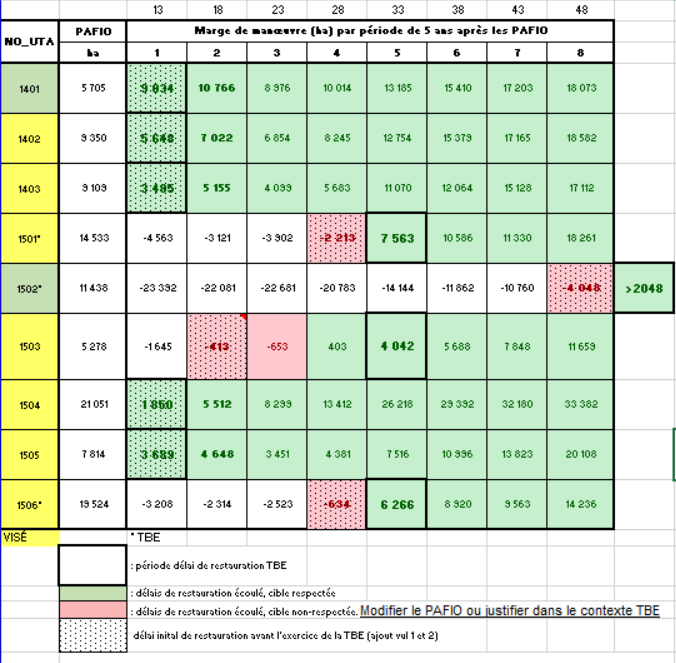 13 18 23 28 33 38 43 48
NO_UTA PAFIO Marge de manœuvre (ha) par période de 5 ans après les PAFIO
ha 1 2 3 4 5 6 7 8
1401 5 705 9 834 10 766 8 976 10 014 13 185 15 410 17 203 18 073
1402 9 350 5 648 7 022 6 854 8 245 12 754 15 379 17 165 18 582
1403 9 109 3 485 5 155 4 099 5 683 11 070 12 064 15 128 17 112
1501* 14 533 -4 563 -3 121 -3 902 -2 213 7 563 10 586 11 330 18 261
1502* 11 438 -23 392 -22 081 -22 681 -20 783 -14 144 -11 862 -10 760 -4 048 >2048
1503 5 278 -1 645 -413 -653 403 4 042 5 688 7 848 11 659
1504 21 051 1 850 5 512 8 299 13 412 26 218 29 392 32 180 33 382
1505 7 814 3 689 4 648 3 451 4 381 7 516 10 996 13 823 20 108
1506* 19 524 -3 208 -2 314 -2 523 -634 6 266 8 920 9 563 14 236
VISÉ * TBE
: période délai de restauration TBE
: délais de restauration écoulé, cible respectée
: délais de restauration écoulé, cible non-respectée. Modifier le PAFIO ou justifier dans le contexte TBE
délai inital de restauration avant l'exercice de la TBE (ajout vul 1 et 2)